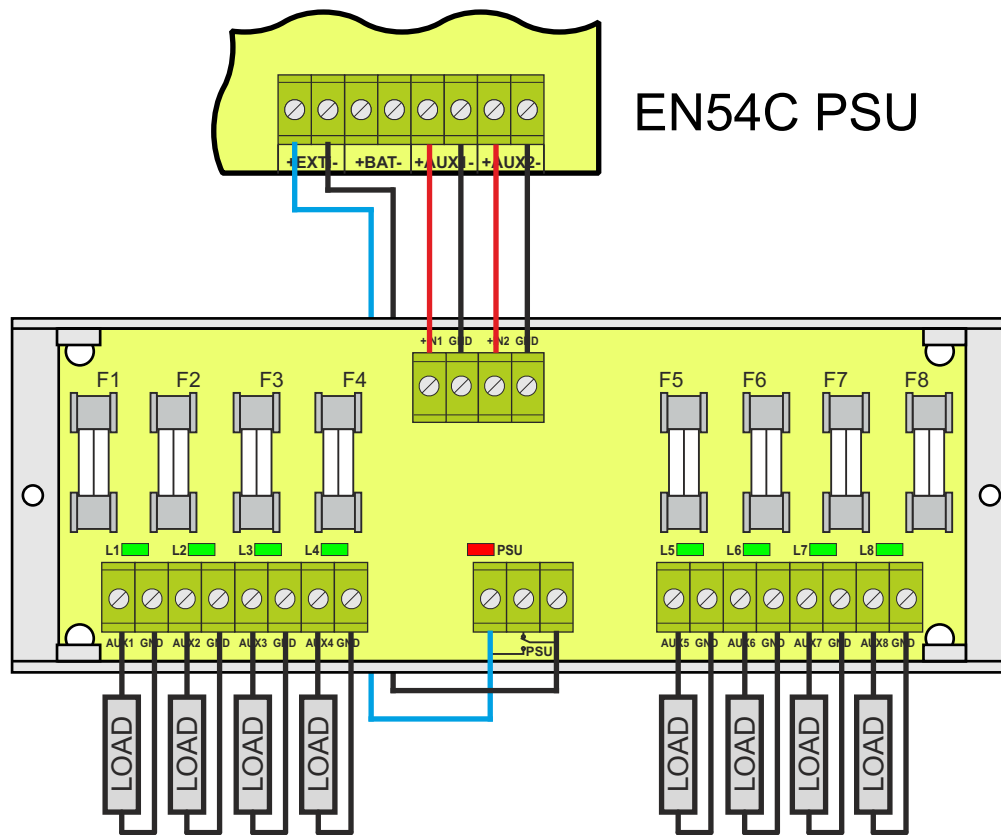 EN54C PSU
+EXTi- +BAT- +AUX1- +AUX2-
+IN1 GND +IN2 GND
F1 F2 F3 F4 F5 F6 F7 F8
L1 L2 L3 L4 PSU L5 L6 L7 L8
AUX1 GND AUX2 GND AUX3 GND AUX4 GND AUX5 GND AUX6 GND AUX7 GND AUX8 GND
PSU
LOAD LOAD LOAD LOAD LOAD LOAD LOAD LOAD